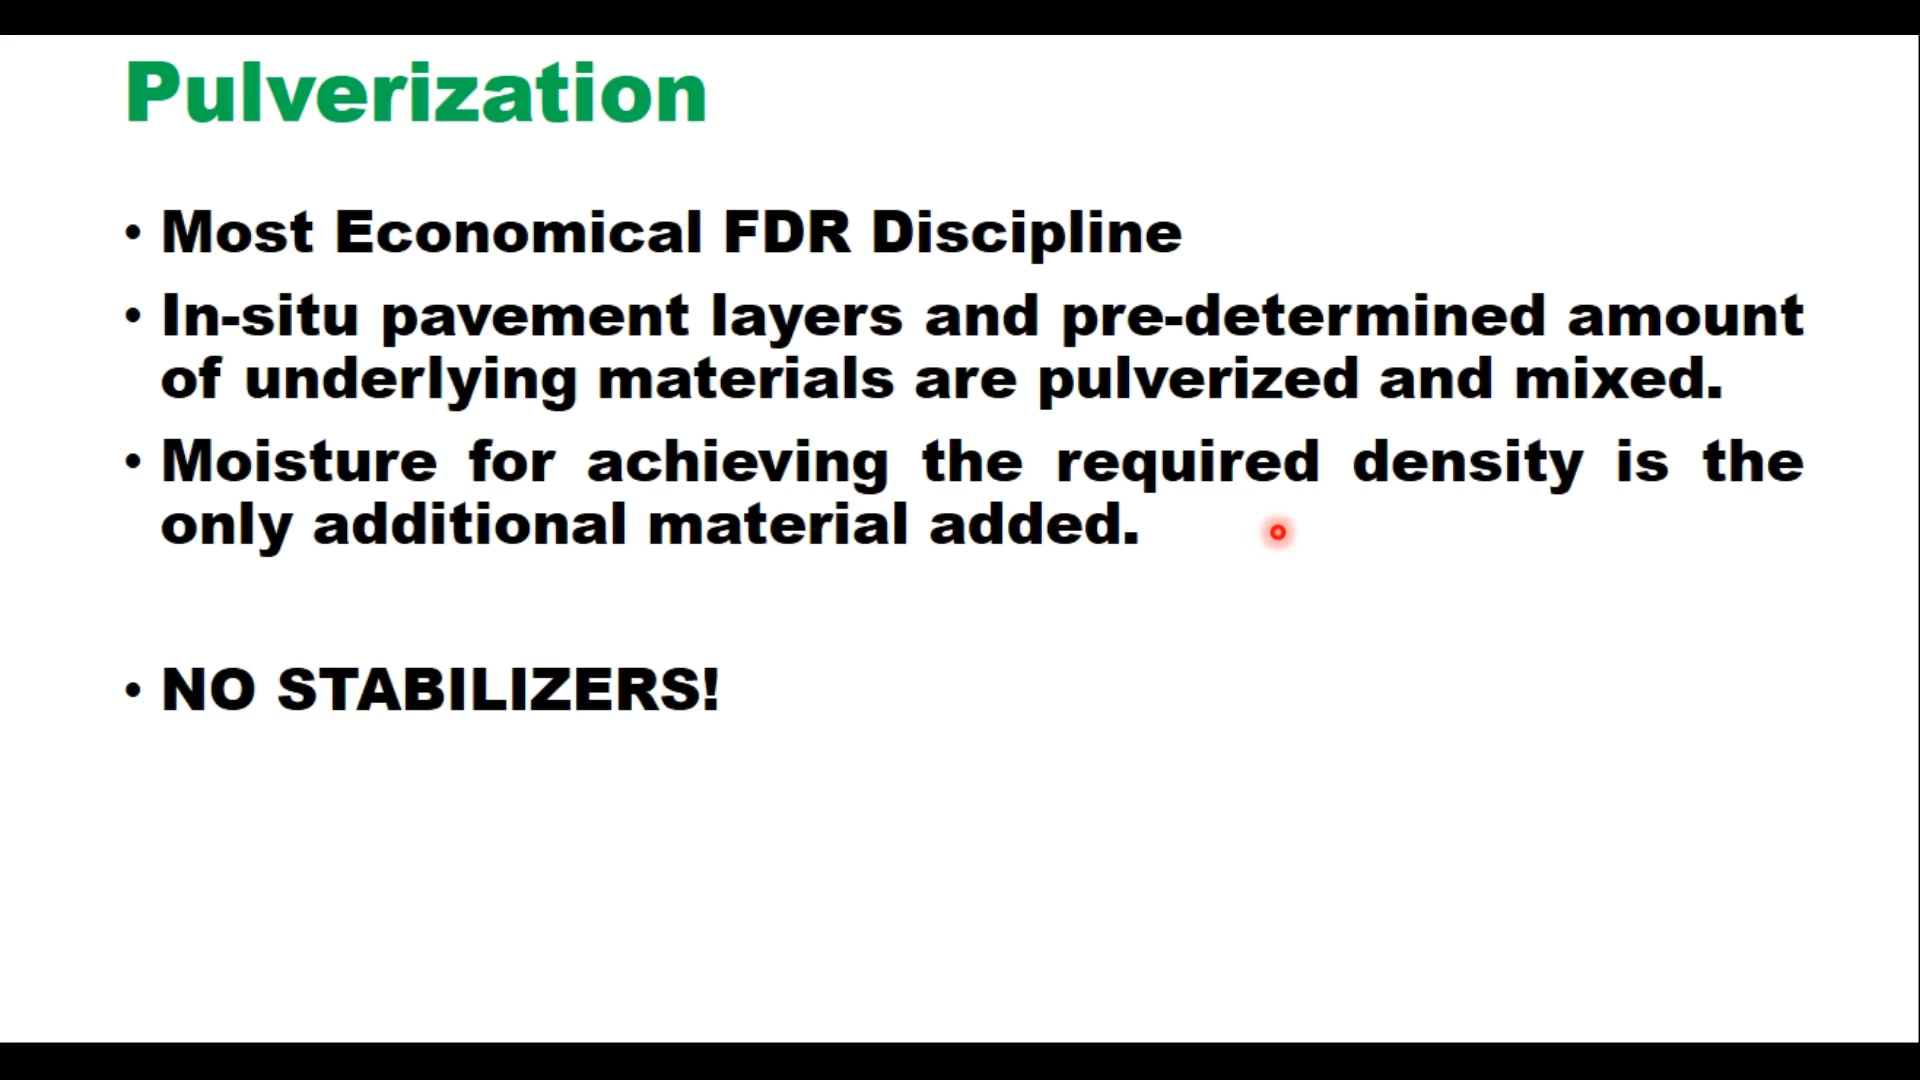 Pulverization
• Most Economical FDR Discipline
• In-situ pavement layers and pre-determined amount
of underlying materials are pulverized and mixed.
• Moisture for achieving the required density is the
only additional material added.
• NO STABILIZERS!